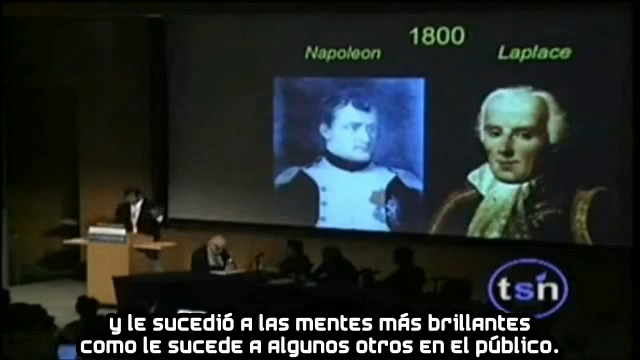 1800
Napoleon
Laplace
tsn
y le sucedió a las mentes más brillantes
como le sucede a algunos otros en el público.